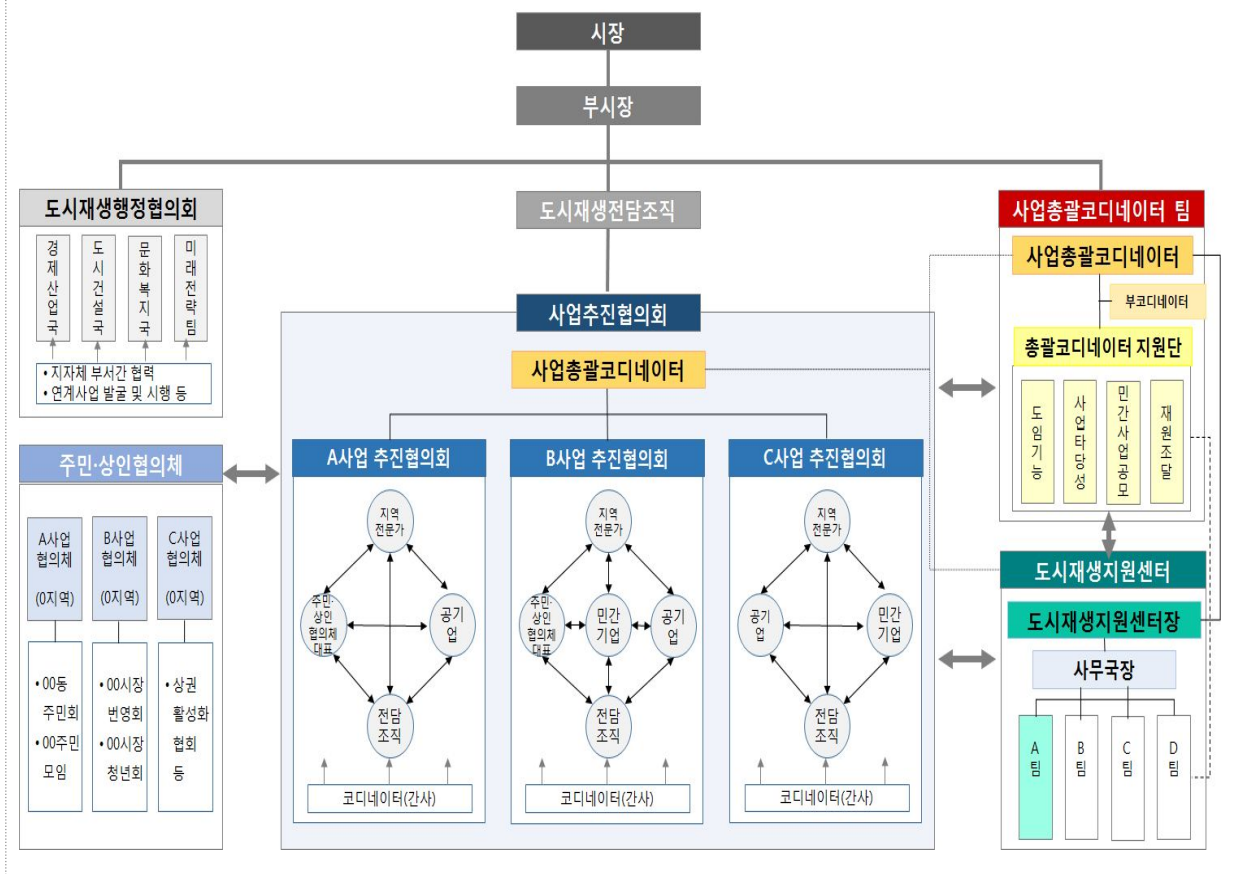 시장
부시장
도시재생행정협의회
경제산업국
도시건설국
문화복지국
미래전략팀
• 지자체 부서간 협력
• 연계사업 발굴 및 시행 등
주민·상인협의체
A사업
협의체
(0지역)
B사업
협의체
(0지역)
C사업
협의체
(0지역)
• 00동
주민회
• 00주민
모임
• 00시장
번영회
• 00시장
청년회
• 상권
활성화
협회
등
도시재생전담조직
사업추진협의회
사업총괄코디네이터
A사업 추진협의회
지역
전문가
주민·
상인
협의체
대표
공기
업
전담
조직
코디네이터(간사)
B사업 추진협의회
지역
전문가
주민·
상인
협의체
대표
민간
기업
공기
업
전담
조직
코디네이터(간사)
C사업 추진협의회
지역
전문가
공기
업
민간
기업
전담
조직
코디네이터(간사)
사업총괄코디네이터 팀
사업총괄코디네이터
부코디네이터
총괄코디네이터 지원단
도입기능
사업타당성
민간사업공모
재원조달
도시재생지원센터
도시재생지원센터장
사무국장
A팀
B팀
C팀
D팀